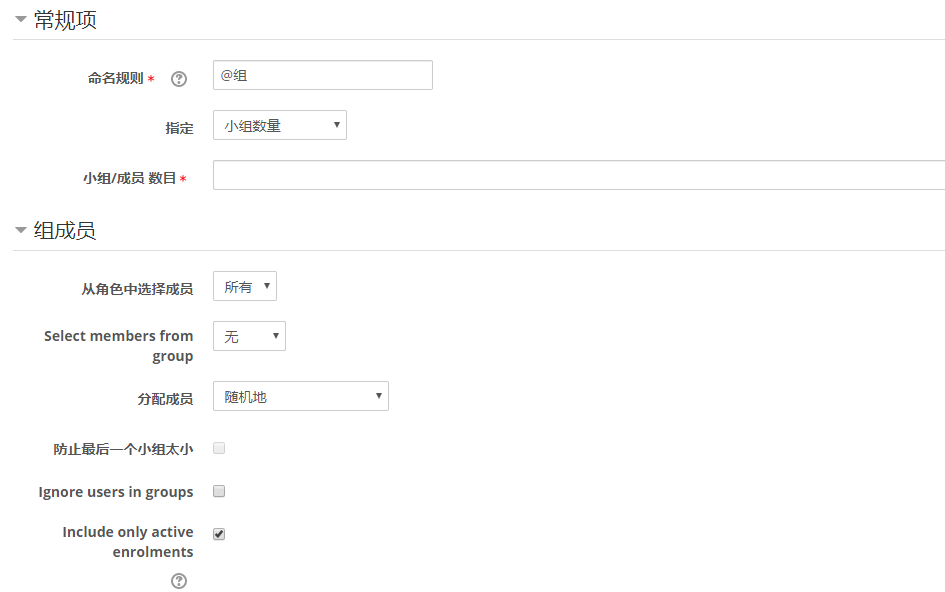 常规项
命名规则 *
@组
指定
小组数量
小组/成员 数目 *
组成员
从角色中选择成员
所有
Select members from
group
无
分配成员
随机地
防止最后一个小组太小
Ignore users in groups
Include only active
enrolments